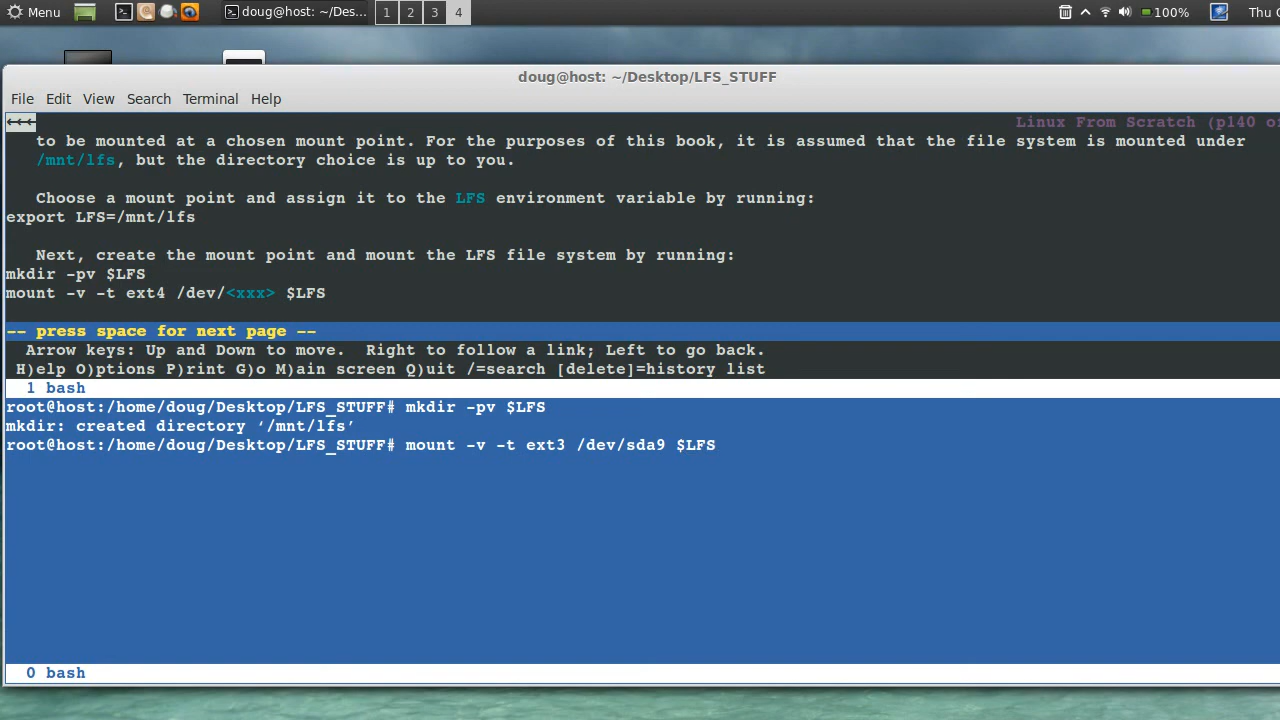 Menu doug@host: ~/Des... 1 2 3 4 100% Thu
doug@host: ~/Desktop/LFS_STUFF
File Edit View Search Terminal Help
<<< Linux From Scratch (p140 o
to be mounted at a chosen mount point. For the purposes of this book, it is assumed that the file system is mounted under
/mnt/lfs, but the directory choice is up to you.
Choose a mount point and assign it to the LFS environment variable by running:
export LFS=/mnt/lfs
Next, create the mount point and mount the LFS file system by running:
mkdir -pv $LFS
mount -v -t ext4 /dev/<xxx> $LFS
-- press space for next page --
Arrow keys: Up and Down to move.  Right to follow a link; Left to go back.
H)elp O)ptions P)rint G)o M)ain screen Q)uit /=search [delete]=history list
1 bash
root@host:/home/doug/Desktop/LFS_STUFF# mkdir -pv $LFS
mkdir: created directory ‘/mnt/lfs’
root@host:/home/doug/Desktop/LFS_STUFF# mount -v -t ext3 /dev/sda9 $LFS
0 bash